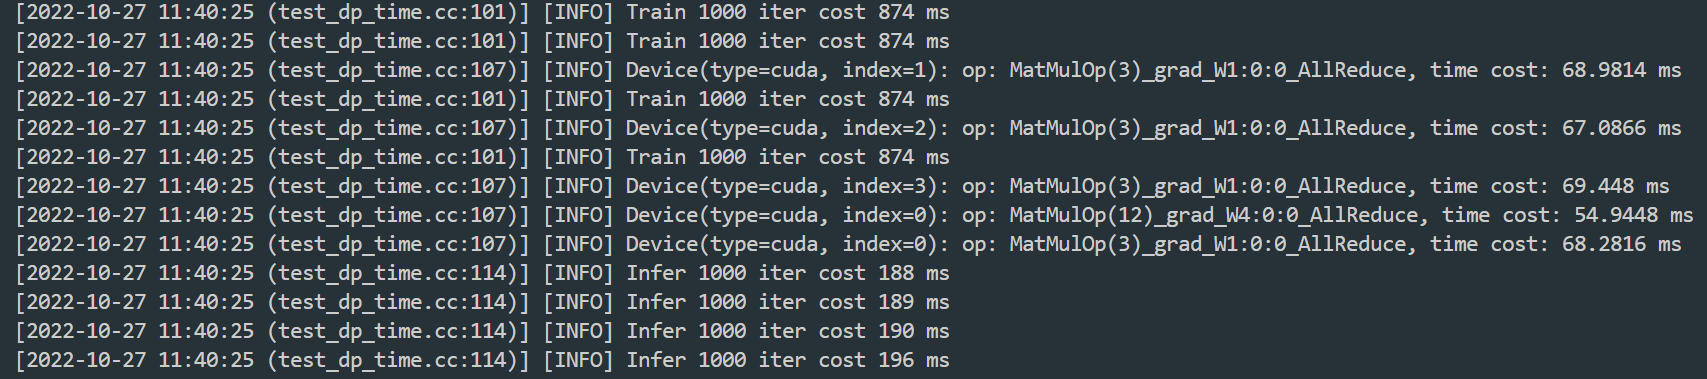 [2022-10-27 11:40:25 (test_dp_time.cc:101)] [INFO] Train 1000 iter cost 874 ms
[2022-10-27 11:40:25 (test_dp_time.cc:101)] [INFO] Train 1000 iter cost 874 ms
[2022-10-27 11:40:25 (test_dp_time.cc:107)] [INFO] Device(type=cuda, index=1): op: MatMulOp(3)_grad_W1:0:0_AllReduce, time cost: 68.9814 ms
[2022-10-27 11:40:25 (test_dp_time.cc:101)] [INFO] Train 1000 iter cost 874 ms
[2022-10-27 11:40:25 (test_dp_time.cc:107)] [INFO] Device(type=cuda, index=2): op: MatMulOp(3)_grad_W1:0:0_AllReduce, time cost: 67.0866 ms
[2022-10-27 11:40:25 (test_dp_time.cc:101)] [INFO] Train 1000 iter cost 874 ms
[2022-10-27 11:40:25 (test_dp_time.cc:107)] [INFO] Device(type=cuda, index=3): op: MatMulOp(3)_grad_W1:0:0_AllReduce, time cost: 69.448 ms
[2022-10-27 11:40:25 (test_dp_time.cc:107)] [INFO] Device(type=cuda, index=0): op: MatMulOp(12)_grad_W4:0:0_AllReduce, time cost: 54.9448 ms
[2022-10-27 11:40:25 (test_dp_time.cc:107)] [INFO] Device(type=cuda, index=0): op: MatMulOp(3)_grad_W1:0:0_AllReduce, time cost: 68.2816 ms
[2022-10-27 11:40:25 (test_dp_time.cc:114)] [INFO] Infer 1000 iter cost 188 ms
[2022-10-27 11:40:25 (test_dp_time.cc:114)] [INFO] Infer 1000 iter cost 189 ms
[2022-10-27 11:40:25 (test_dp_time.cc:114)] [INFO] Infer 1000 iter cost 190 ms
[2022-10-27 11:40:25 (test_dp_time.cc:114)] [INFO] Infer 1000 iter cost 196 ms